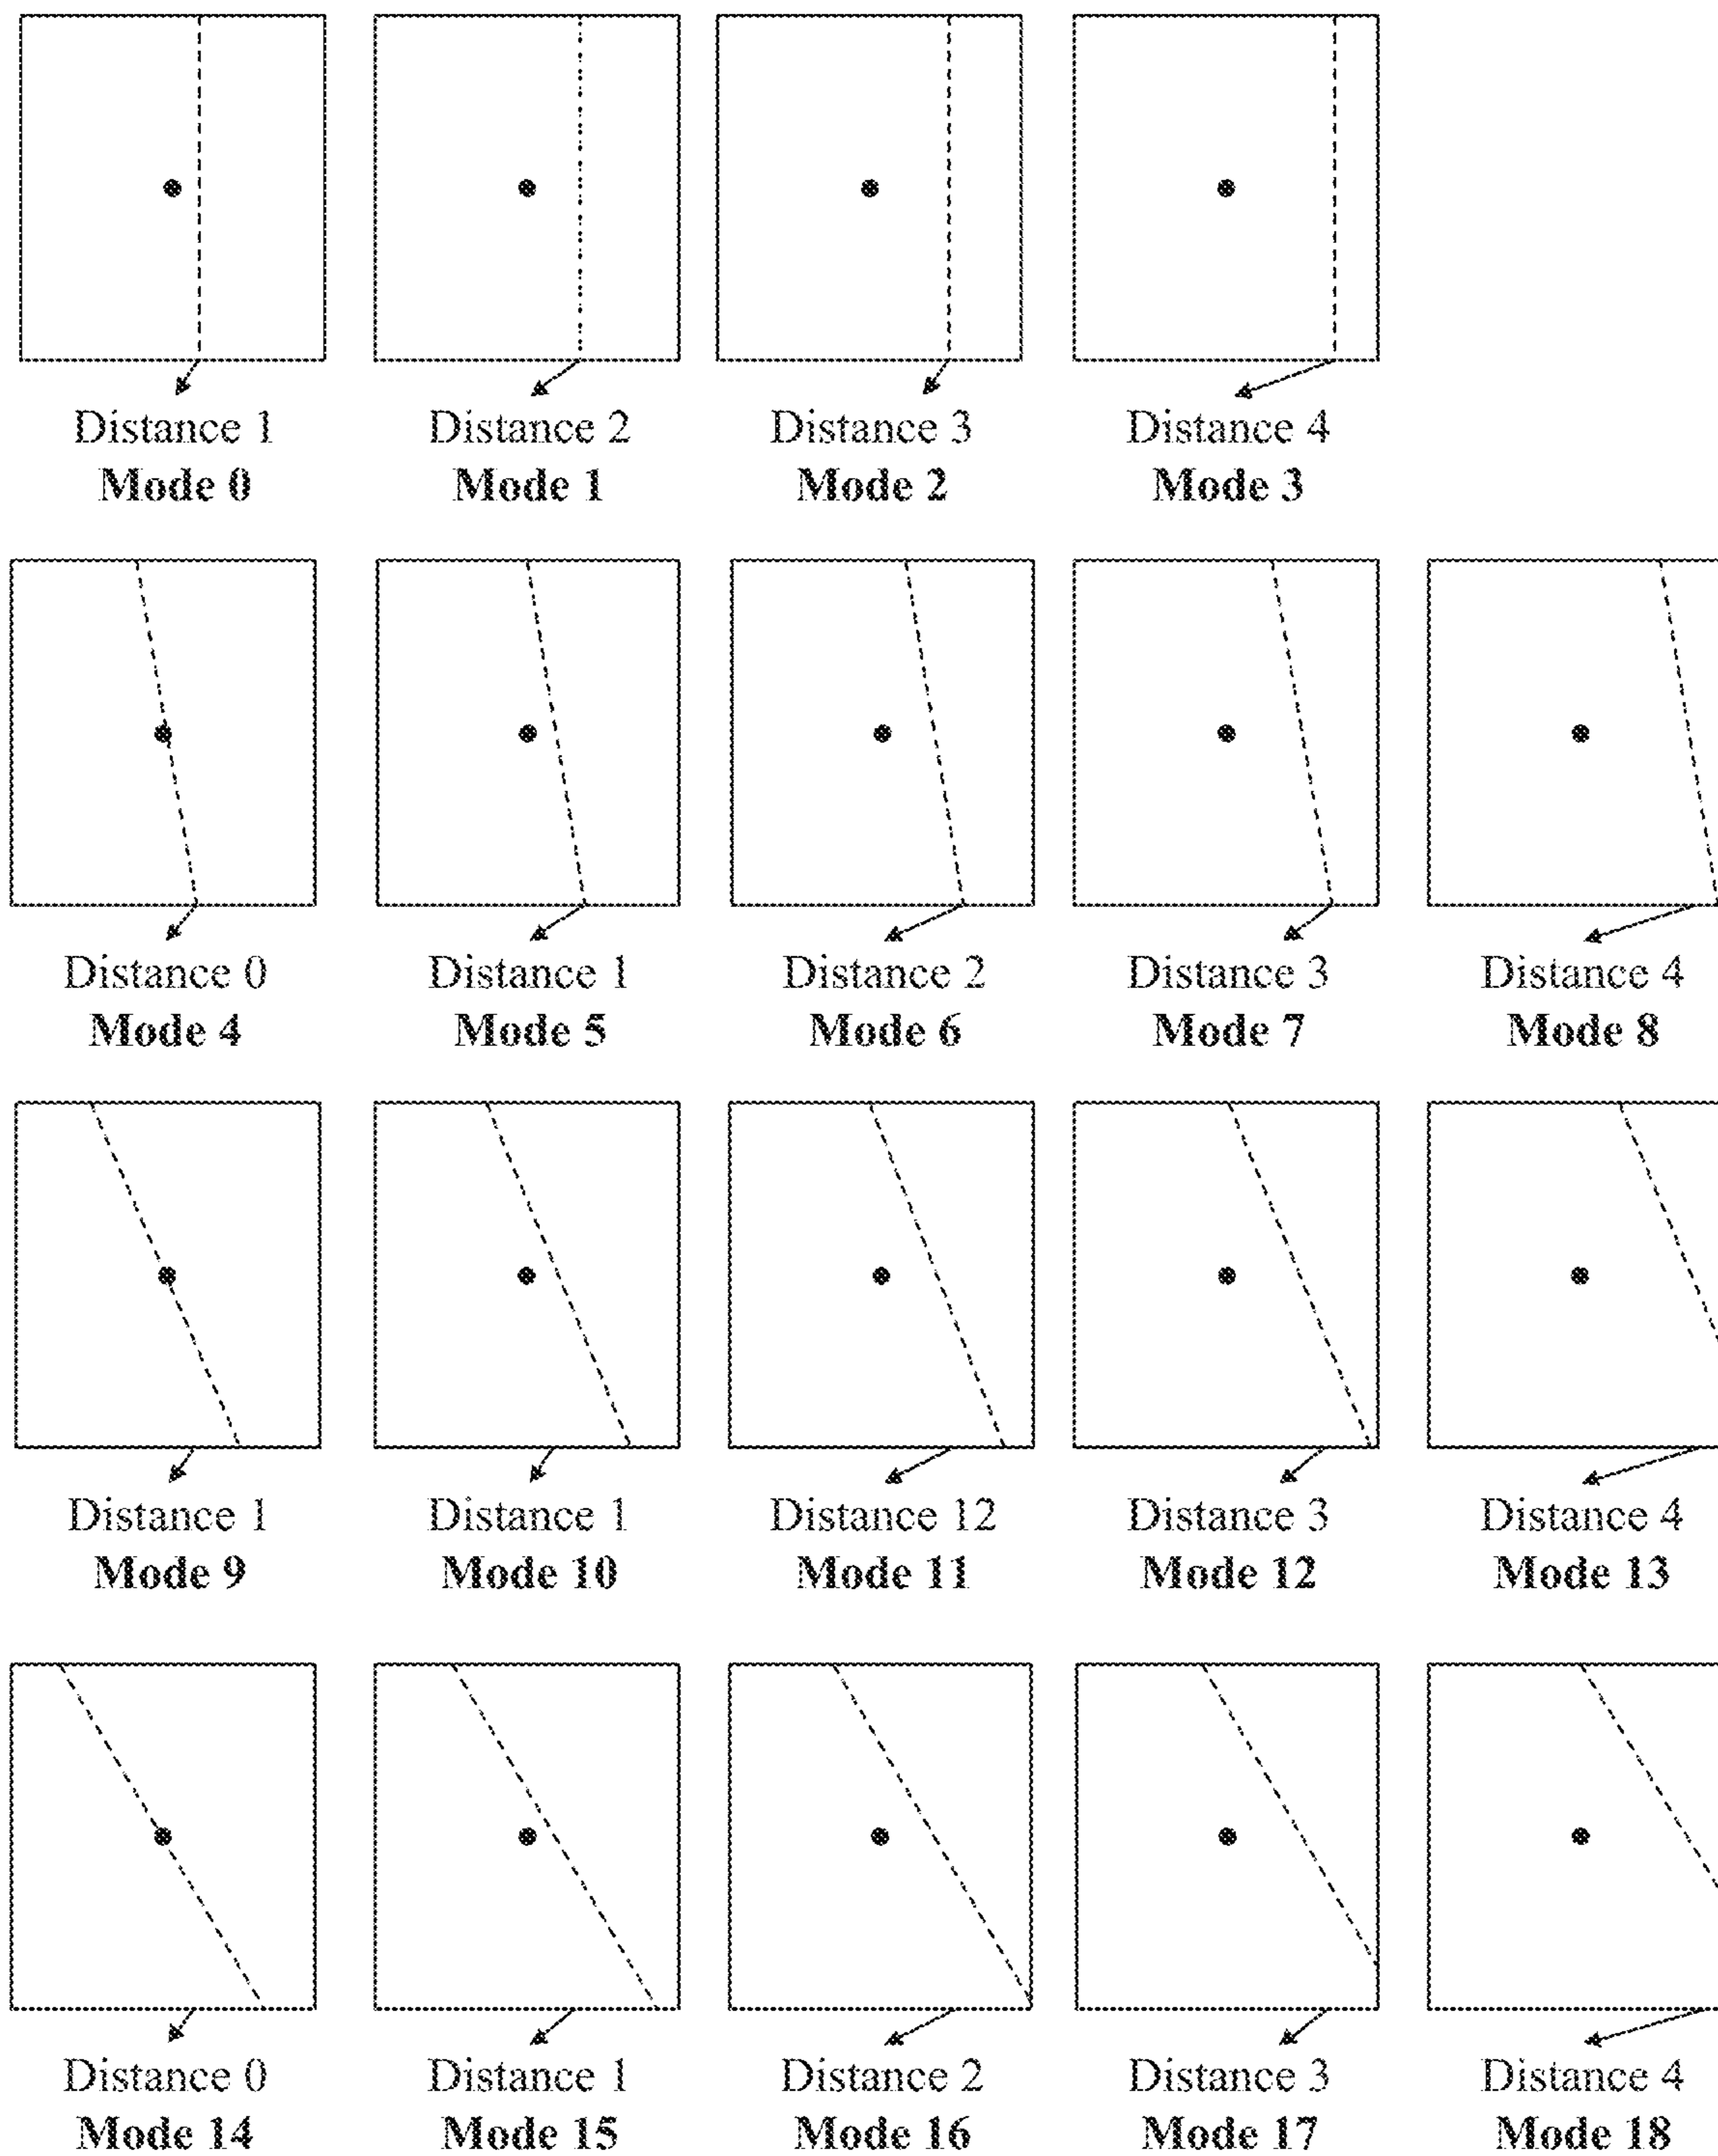 Distance 1 Distance 2 Distance 3 Distance 4
Mode 0 Mode 1 Mode 2 Mode 3
Distance 0 Distance 1 Distance 2 Distance 3 Distance 4
Mode 4 Mode 5 Mode 6 Mode 7 Mode 8
Distance 1 Distance 1 Distance 12 Distance 3 Distance 4
Mode 9 Mode 10 Mode 11 Mode 12 Mode 13
Distance 0 Distance 1 Distance 2 Distance 3 Distance 4
Mode 14 Mode 15 Mode 16 Mode 17 Mode 18